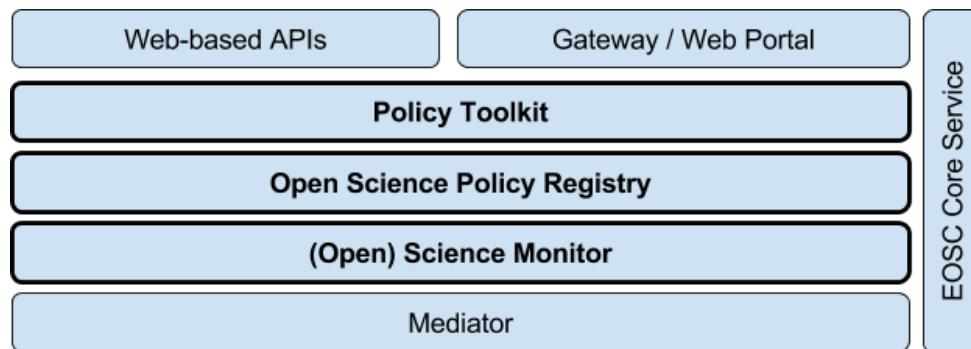 Web-based APIs
Gateway / Web Portal
Policy Toolkit
Open Science Policy Registry
(Open) Science Monitor
Mediator
EOSC Core Service